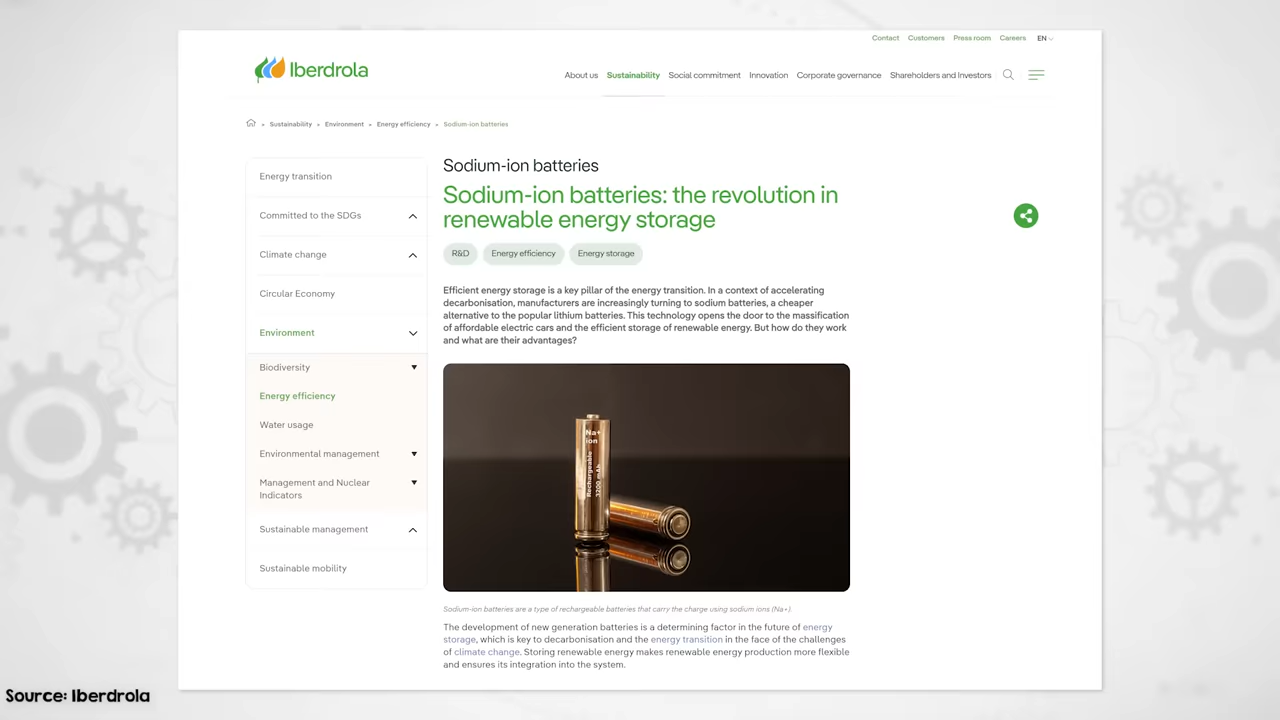 Contact Customers Press room Careers EN
Iberdrola
About us Sustainability Social commitment Innovation Corporate governance Shareholders and Investors
Sustainability Environment Energy efficiency Sodium-ion batteries
Energy transition
Committed to the SDGs
Climate change
Circular Economy
Environment
Biodiversity
Energy efficiency
Water usage
Environmental management
Management and Nuclear
Indicators
Sustainable management
Sustainable mobility
Sodium-ion batteries
Sodium-ion batteries: the revolution in
renewable energy storage
R&D Energy efficiency Energy storage
Efficient energy storage is a key pillar of the energy transition. In a context of accelerating
decarbonisation, manufacturers are increasingly turning to sodium batteries, a cheaper
alternative to the popular lithium batteries. This technology opens the door to the massification
of affordable electric cars and the efficient storage of renewable energy. But how do they work
and what are their advantages?
Na+
ion
Rechargeable
3200 mAh
Sodium-ion batteries are a type of rechargeable batteries that carry the charge using sodium ions (Na+).
The development of new generation batteries is a determining factor in the future of energy
storage, which is key to decarbonisation and the energy transition in the face of the challenges
of climate change. Storing renewable energy makes renewable energy production more flexible
and ensures its integration into the system.
Source: Iberdrola